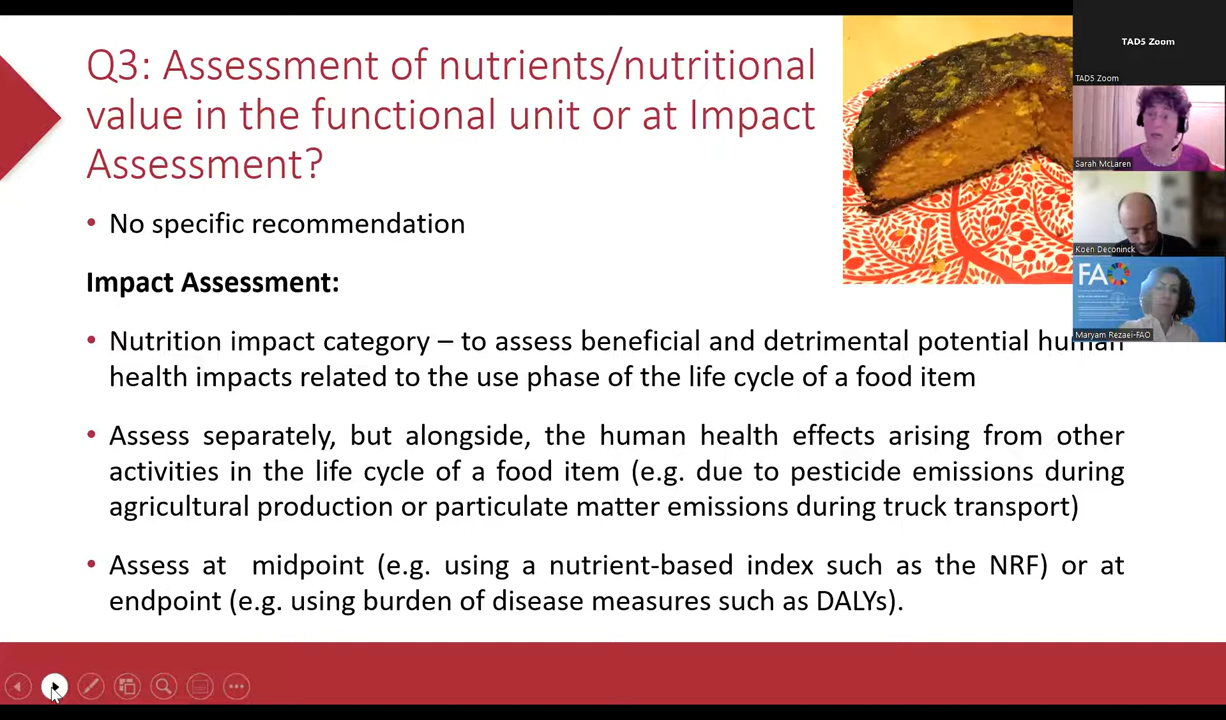 Q3: Assessment of nutrients/nutritional
value in the functional unit or at Impact
Assessment?
• No specific recommendation
Impact Assessment:
• Nutrition impact category – to assess beneficial and detrimental potential human
health impacts related to the use phase of the life cycle of a food item
• Assess separately, but alongside, the human health effects arising from other
activities in the life cycle of a food item (e.g. due to pesticide emissions during
agricultural production or particulate matter emissions during truck transport)
• Assess at midpoint (e.g. using a nutrient-based index such as the NRF) or at
endpoint (e.g. using burden of disease measures such as DALYs).
TAD5 Zoom
TAD5 Zoom
Sarah McLaren
Koen Deconinck
FAO
Maryam Rezaei-FAO